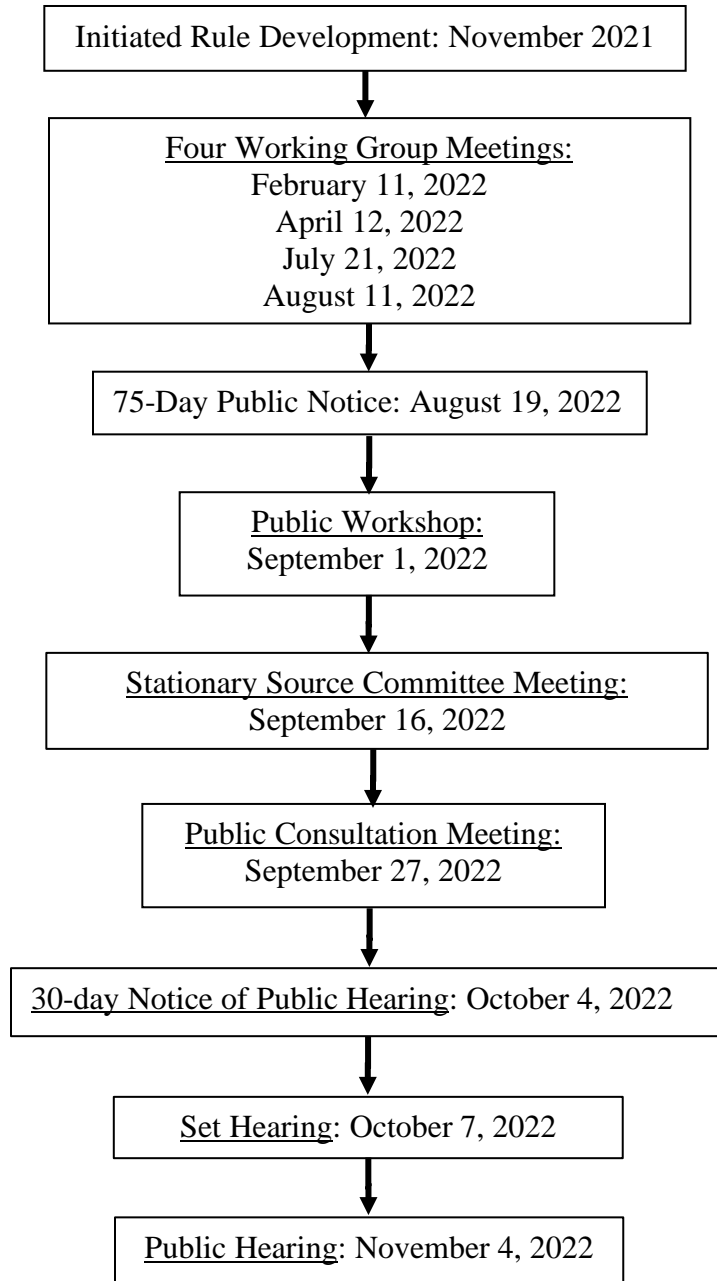 Initiated Rule Development: November 2021
Four Working Group Meetings:
February 11, 2022
April 12, 2022
July 21, 2022
August 11, 2022
75-Day Public Notice: August 19, 2022
Public Workshop:
September 1, 2022
Stationary Source Committee Meeting:
September 16, 2022
Public Consultation Meeting:
September 27, 2022
30-day Notice of Public Hearing: October 4, 2022
Set Hearing: October 7, 2022
Public Hearing: November 4, 2022